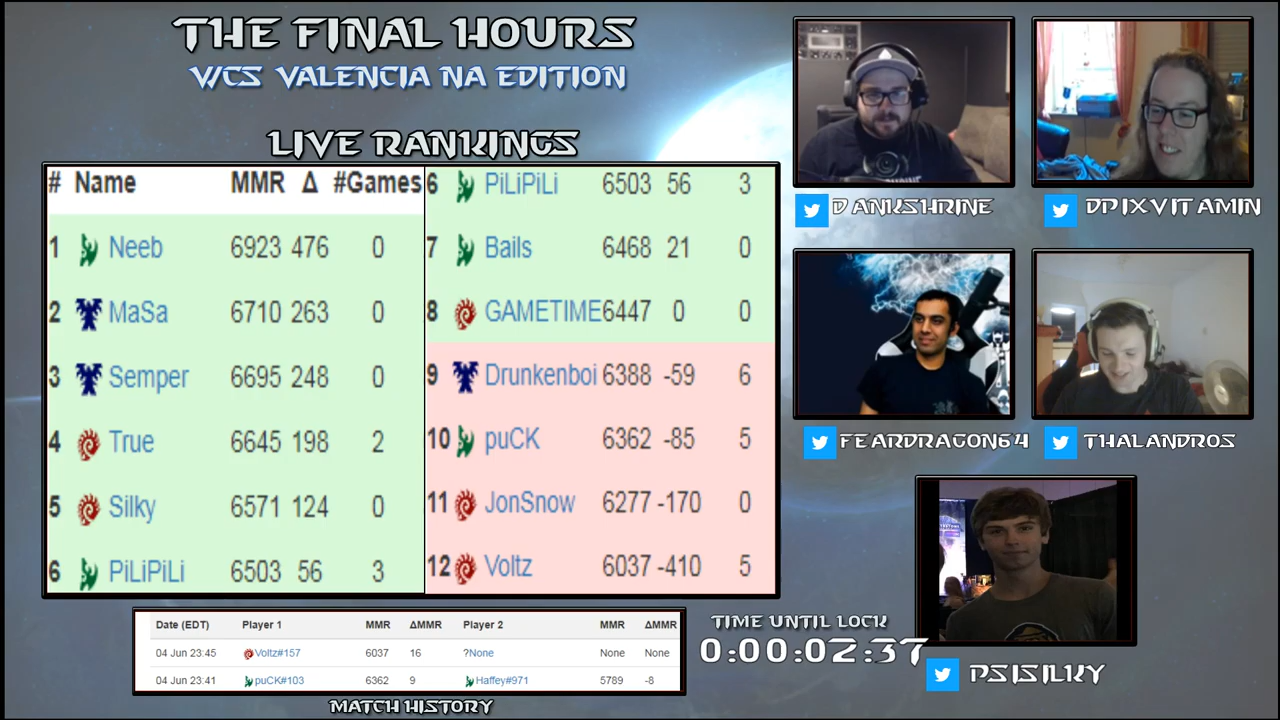 THE FINAL HOURS
WCS VALENCIA NA EDITION
LIVE RANKINGS
# Name MMR Δ #Games
1 Neeb 6923 476 0
2 MaSa 6710 263 0
3 Semper 6695 248 0
4 True 6645 198 2
5 Silky 6571 124 0
6 PiLiPiLi 6503 56 3
6 PiLiPiLi 6503 56 3
7 Bails 6468 21 0
8 GAMETIME 6447 0 0
9 Drunkenboi 6388 -59 6
10 puCK 6362 -85 5
11 JonSnow 6277 -170 0
12 Voltz 6037 -410 5
DANKSHRINE
DPIXVITAMIN
FEARDRAGON64
THALANDROS
PSISILKY
TIME UNTIL LOCK
0:00:02:37
Date (EDT) Player 1 MMR ΔMMR Player 2 MMR ΔMMR
04 Jun 23:45 Voltz#157 6037 16 ?None None None
04 Jun 23:41 puCK#103 6362 9 Haffey#971 5789 -8
MATCH HISTORY